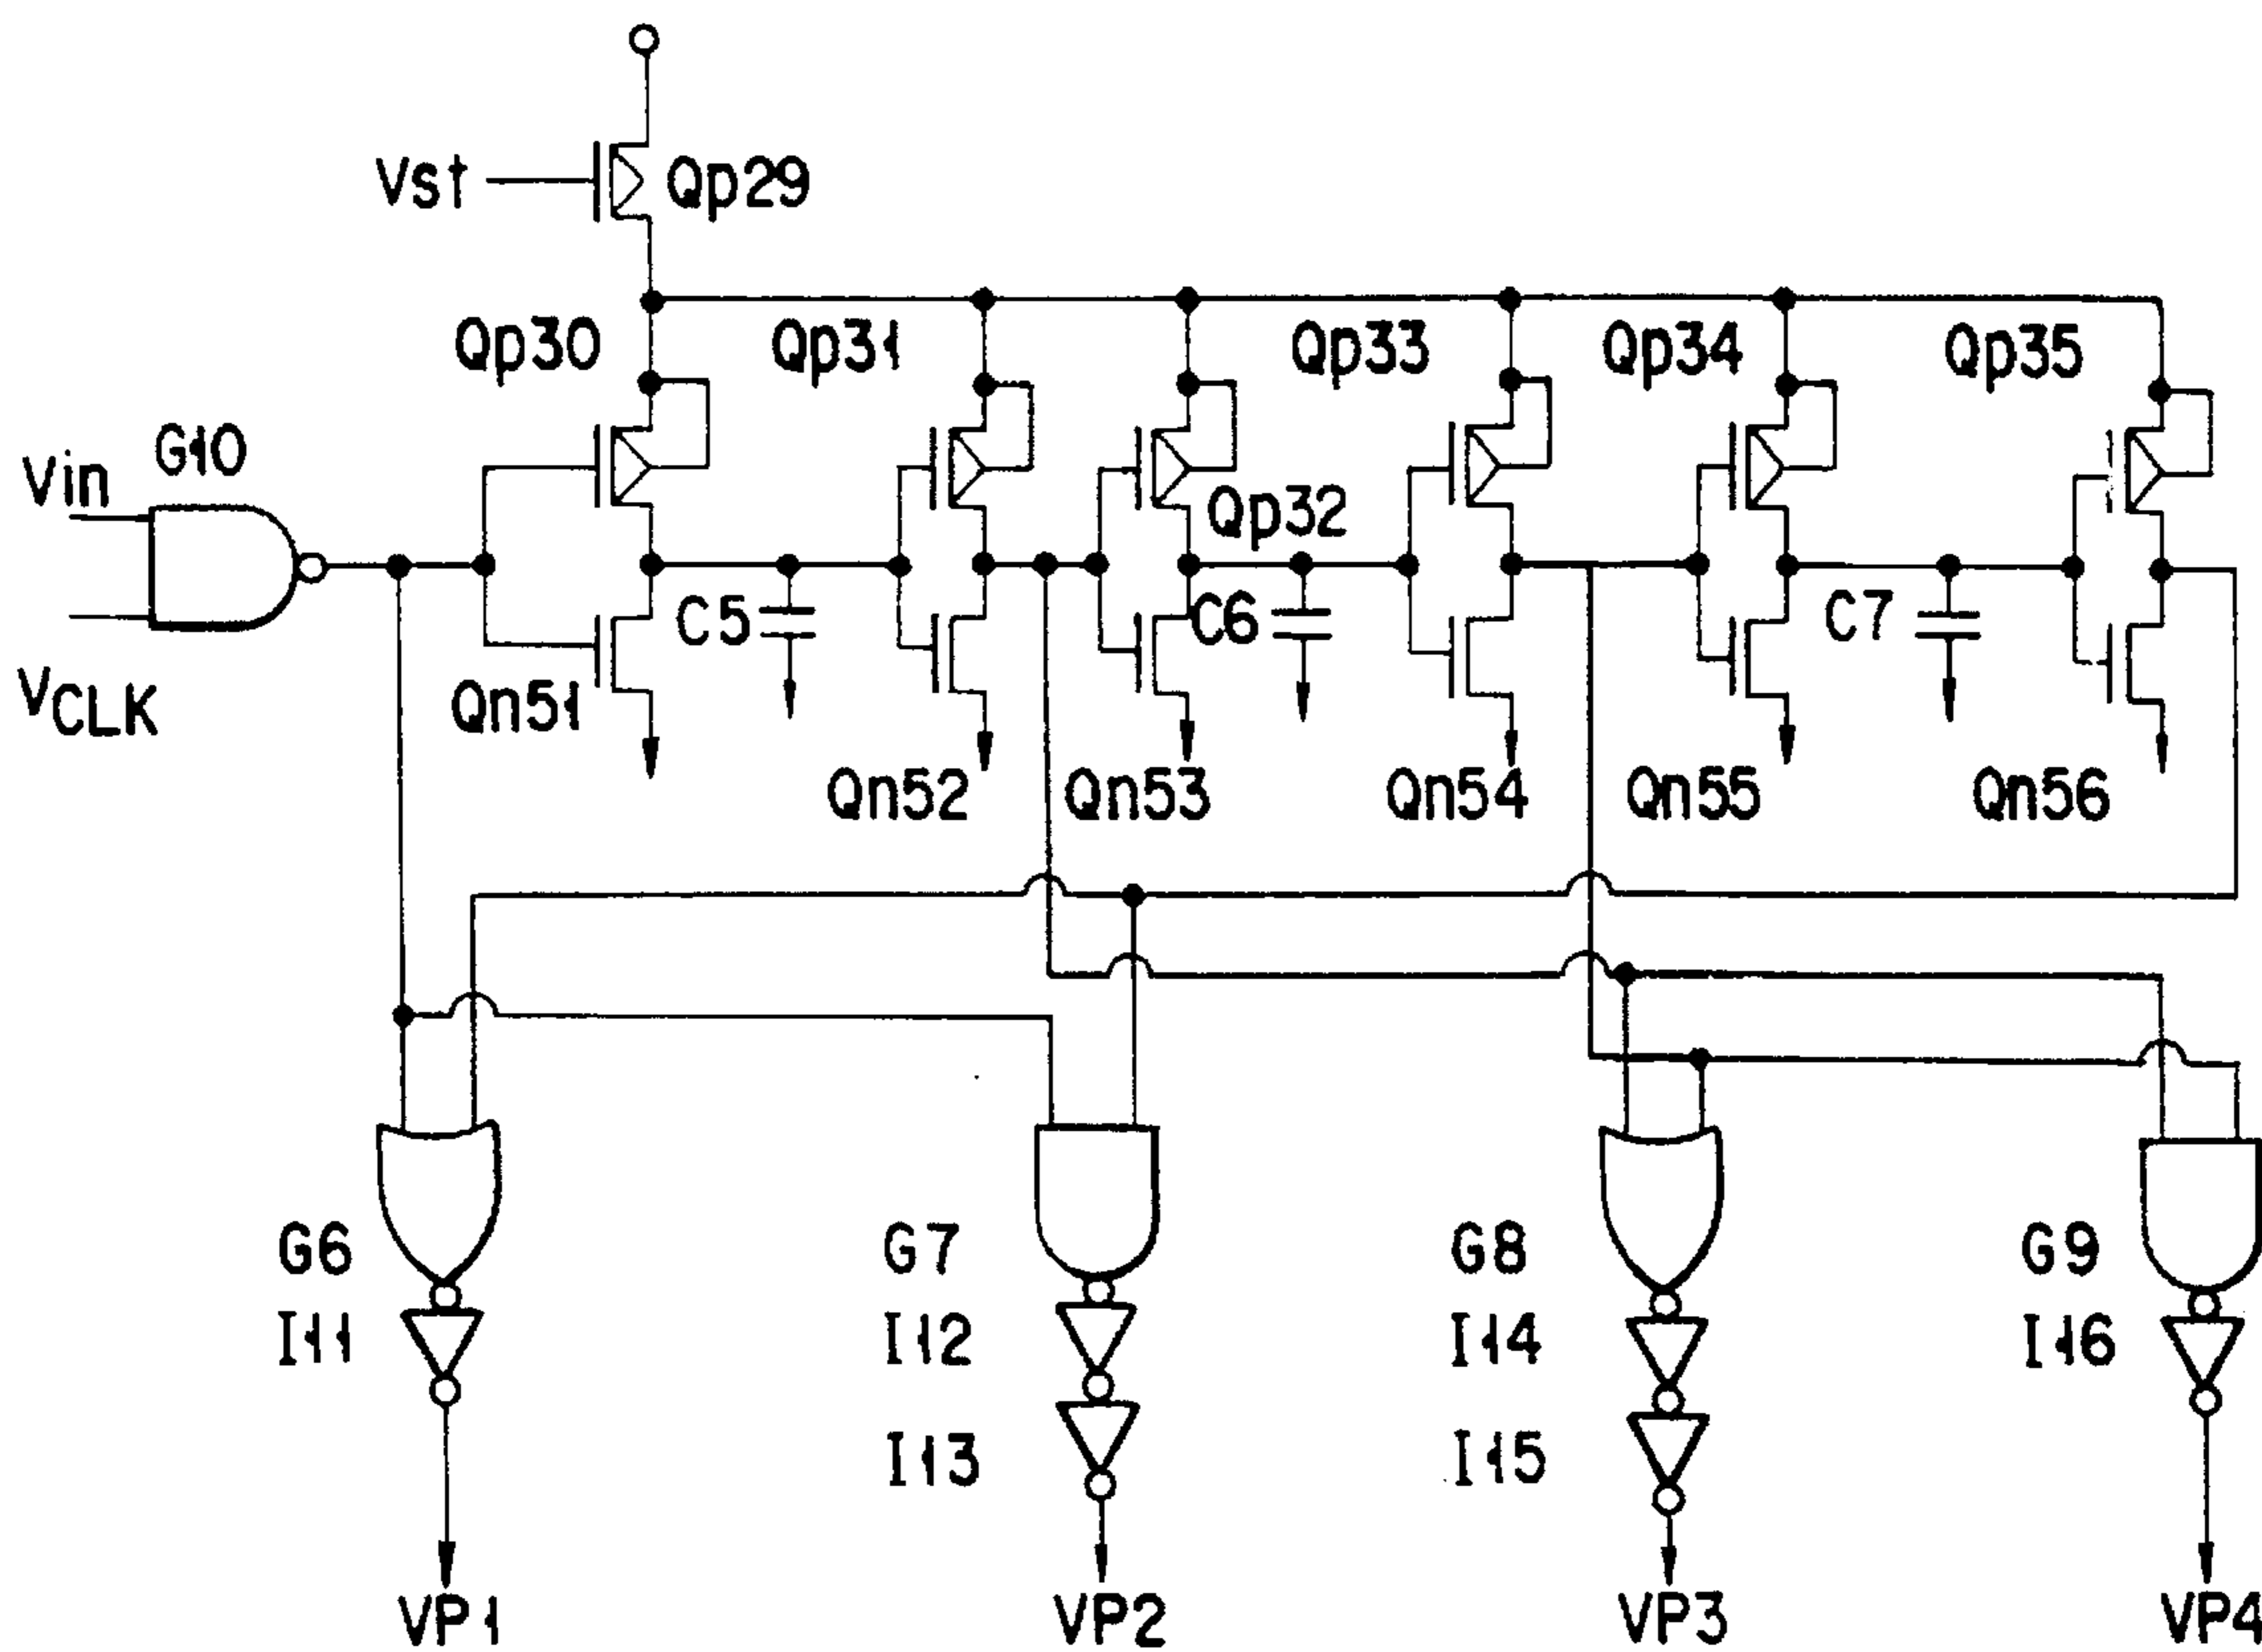 Vst
Qp29
Qp30
Qp31
Qp33
Qp34
Qp35
G10
Vin
Qp32
C5
C6
C7
VCLK
Qn51
Qn52
Qn53
Qn54
Qn55
Qn56
G6
G7
G8
G9
I11
I12
I14
I16
I13
I15
VP1
VP2
VP3
VP4